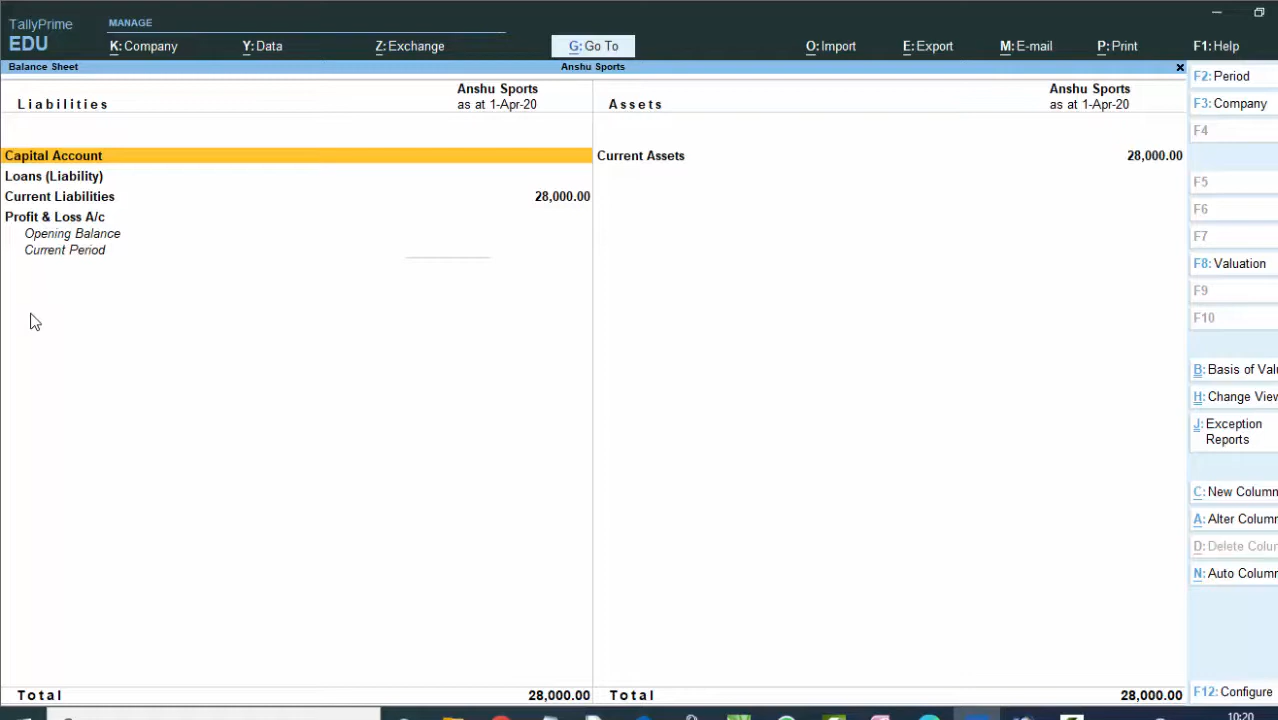 TallyPrime
EDU
MANAGE
K: Company
Y: Data
Z: Exchange
G: Go To
O: Import
E: Export
M: E-mail
P: Print
F1: Help
Balance Sheet
Anshu Sports
F2: Period
F3: Company
F4
F5
F6
F7
F8: Valuation
F9
F10
B: Basis of Val
H: Change View
J: Exception
Reports
C: New Column
A: Alter Column
D: Delete Colu
N: Auto Column
F12: Configure
Liabilities
Anshu Sports
as at 1-Apr-20
Assets
Anshu Sports
as at 1-Apr-20
Capital Account
Loans (Liability)
Current Liabilities 28,000.00
Profit & Loss A/c
Opening Balance
Current Period
Current Assets 28,000.00
Total 28,000.00
Total 28,000.00
10:20